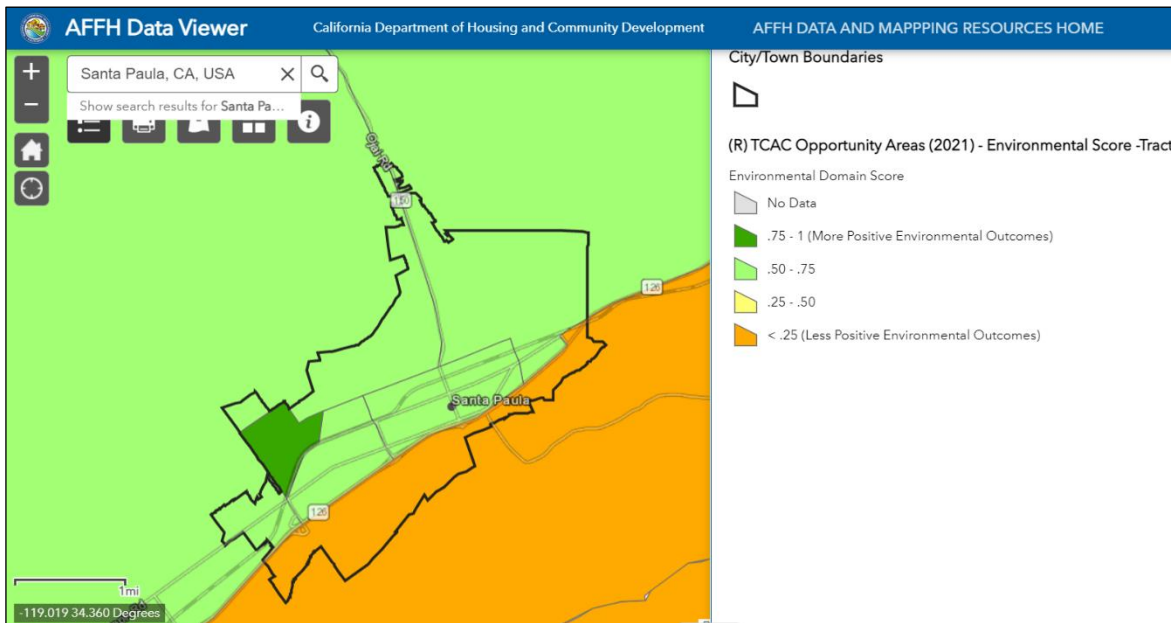 AFFH Data Viewer
California Department of Housing and Community Development
AFFH DATA AND MAPPPING RESOURCES HOME
+
Santa Paula, CA, USA
−
Show search results for Santa Pa...
City/Town Boundaries
(R) TCAC Opportunity Areas (2021) - Environmental Score -Tract
Environmental Domain Score
No Data
.75 - 1 (More Positive Environmental Outcomes)
.50 - .75
.25 - .50
< .25 (Less Positive Environmental Outcomes)
Ojai Rd
150
126
Santa Paula
126
1mi
-119.019 34.360 Degrees